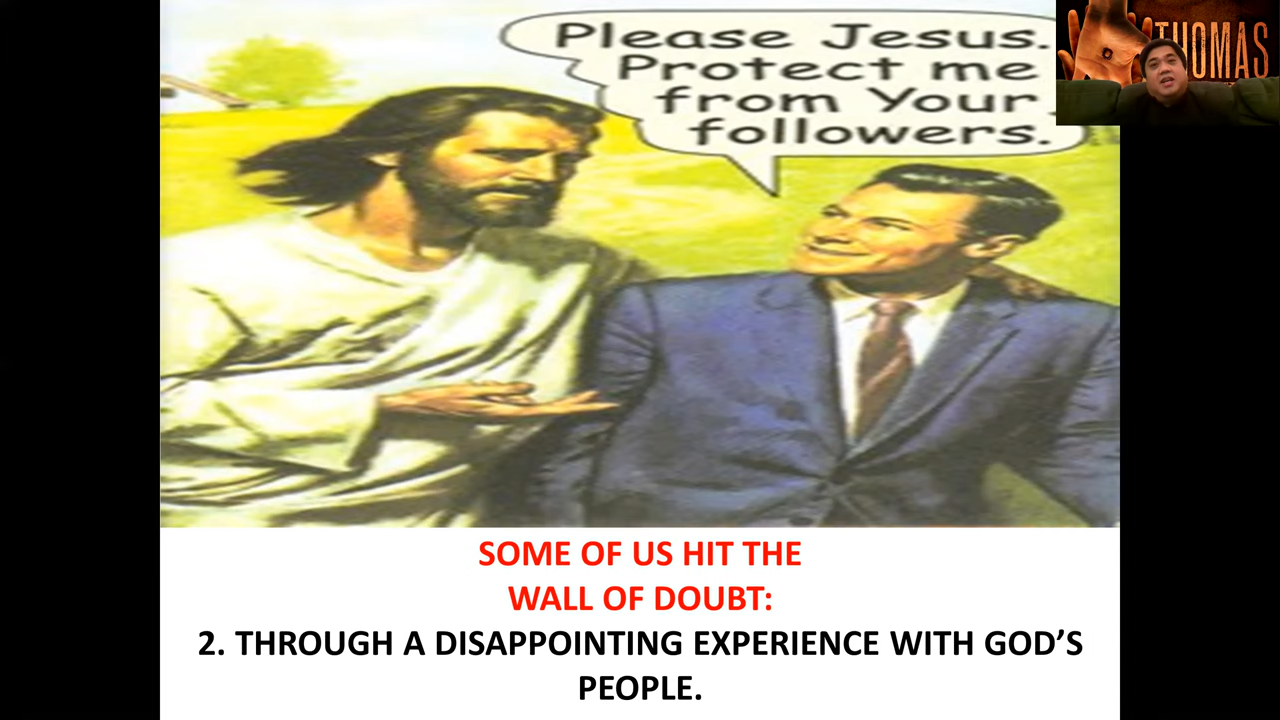 Please Jesus.
Protect me
from Your
followers.
THOMAS
SOME OF US HIT THE
WALL OF DOUBT:
2. THROUGH A DISAPPOINTING EXPERIENCE WITH GOD'S
PEOPLE.